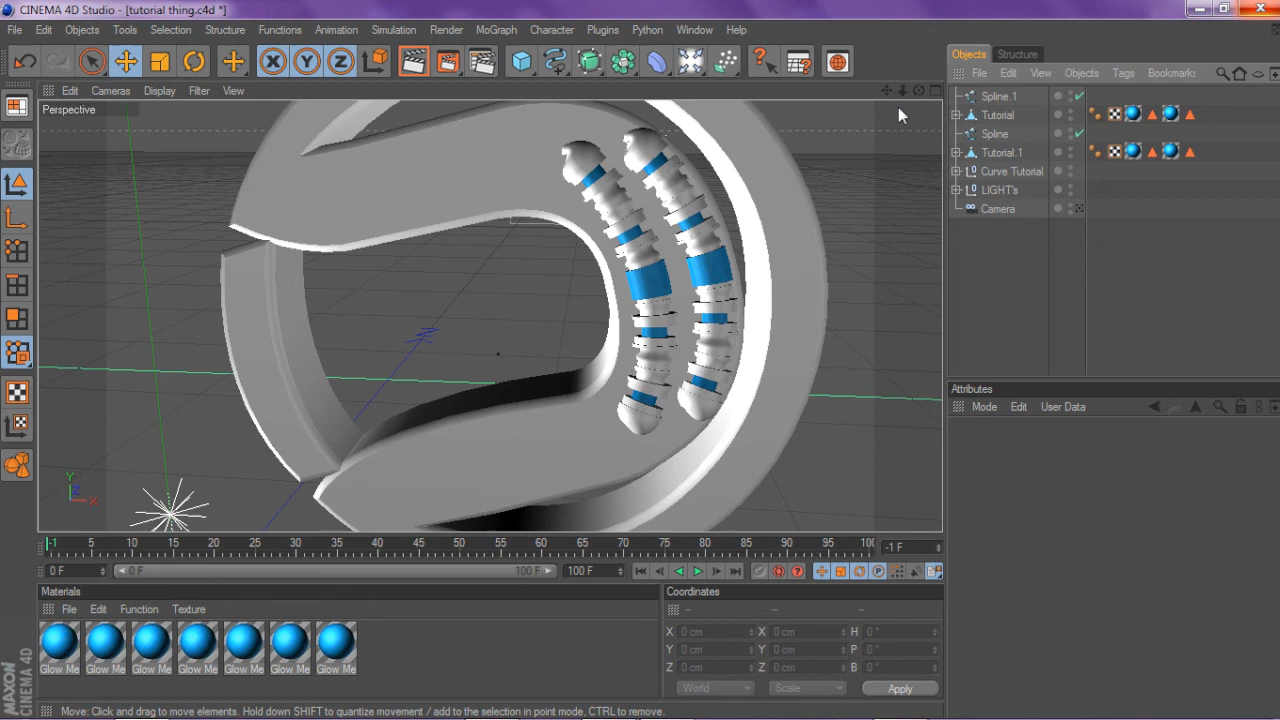 CINEMA 4D Studio - [tutorial thing.c4d *]
File Edit Objects Tools Selection Structure Functions Animation Simulation Render MoGraph Character Plugins Python Window Help
X Y Z
Objects Structure
File Edit View Objects Tags Bookmarks
Edit Cameras Display Filter View
Perspective
Spline.1
Tutorial
Spline
Tutorial.1
Curve Tutorial
LIGHT's
Camera
Attributes
Mode Edit User Data
Y
Z
X
-1 5 10 15 20 25 30 35 40 45 50 55 60 65 70 75 80 85 90 95 100
-1 F
0 F 0 F 100 F 100 F
Materials
File Edit Function Texture
Glow Me Glow Me Glow Me Glow Me Glow Me Glow Me Glow Me
Coordinates
-- -- --
X 0 cm X 0 cm H 0 °
Y 0 cm Y 0 cm P 0 °
Z 0 cm Z 0 cm B 0 °
World Scale Apply
MAXON
CINEMA 4D
Move: Click and drag to move elements. Hold down SHIFT to quantize movement / add to the selection in point mode, CTRL to remove.